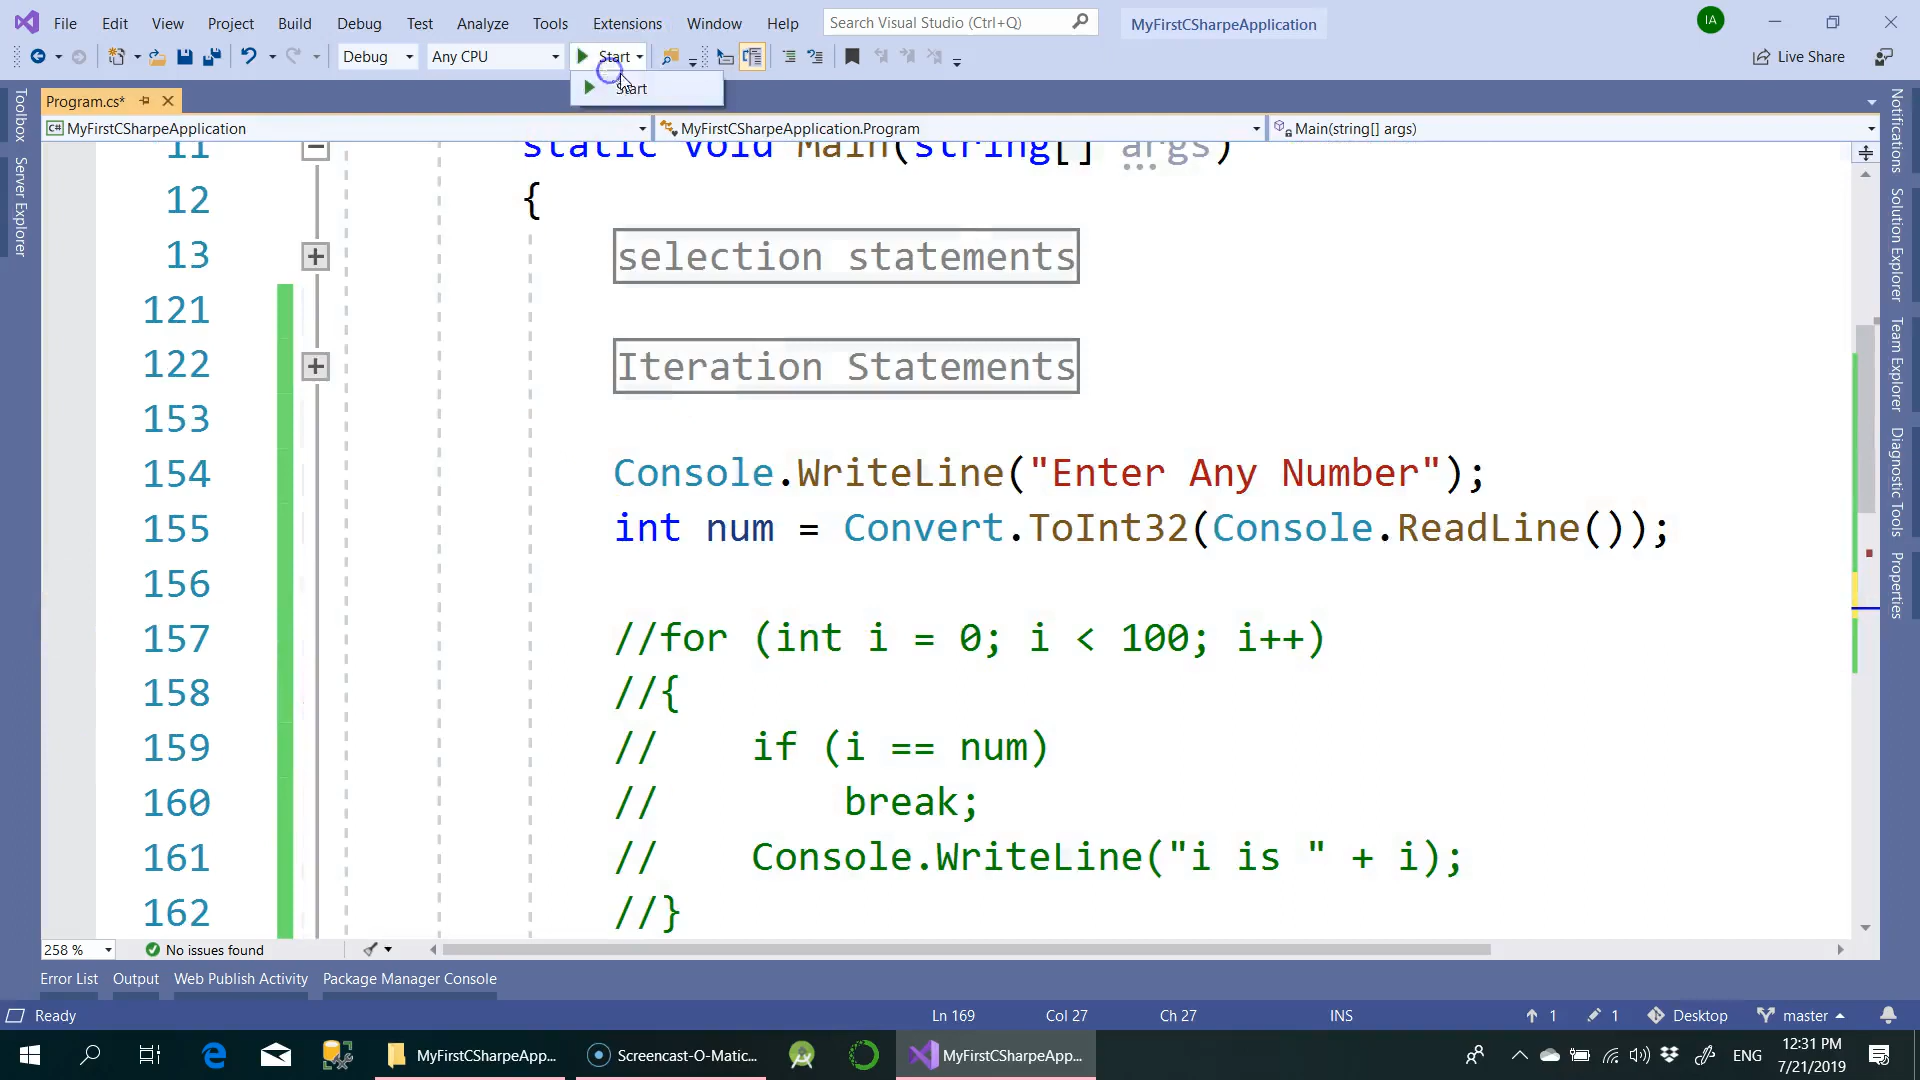 File Edit View Project Build Debug Test Analyze Tools Extensions Window Help Search Visual Studio (Ctrl+Q) MyFirstCSharpeApplication IA
Debug Any CPU Start Live Share
Start
Program.cs*
MyFirstCSharpeApplication MyFirstCSharpeApplication.Program Main(string[] args)
Toolbox
Server Explorer
11 static void Main(string[] args)
12 {
13 selection statements
121
122 Iteration Statements
153
154 Console.WriteLine("Enter Any Number");
155 int num = Convert.ToInt32(Console.ReadLine());
156
157 //for (int i = 0; i < 100; i++)
158 //{
159 // if (i == num)
160 // break;
161 // Console.WriteLine("i is " + i);
162 //}
Notifications
Solution Explorer
Team Explorer
Diagnostic Tools
Properties
258 % No issues found
Error List Output Web Publish Activity Package Manager Console
Ready Ln 169 Col 27 Ch 27 INS 1 1 Desktop master
MyFirstCSharpeApp... Screencast-O-Matic... MyFirstCSharpeApp... ENG 12:31 PM
7/21/2019